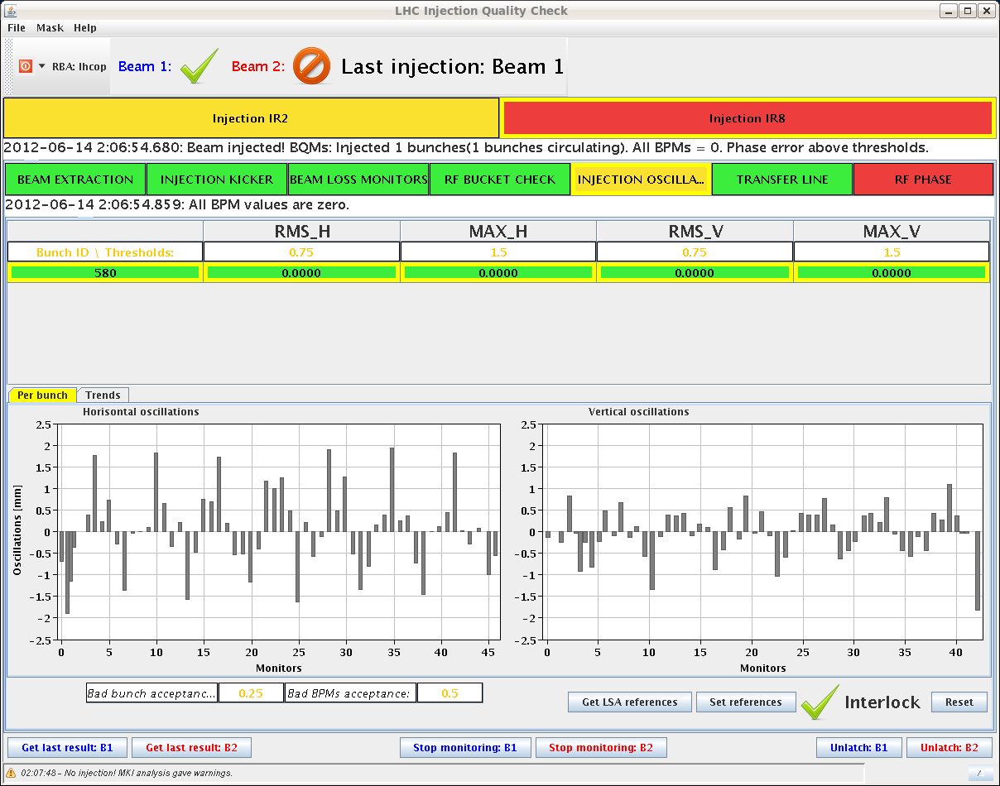 LHC Injection Quality Check
File Mask Help
RBA: lhcop Beam 1: Beam 2: Last injection: Beam 1
Injection IR2 Injection IR8
2012-06-14 2:06:54.680: Beam injected! BQMs: Injected 1 bunches(1 bunches circulating). All BPMs = 0. Phase error above thresholds.
BEAM EXTRACTION INJECTION KICKER BEAM LOSS MONITORS RF BUCKET CHECK INJECTION OSCILLA... TRANSFER LINE RF PHASE
2012-06-14 2:06:54.859: All BPM values are zero.
RMS_H MAX_H RMS_V MAX_V
Bunch ID \ Thresholds: 0.75 1.5 0.75 1.5
580 0.0000 0.0000 0.0000 0.0000
Per bunch Trends
Horisontal oscillations
Oscillations [mm]
2.5
2
1.5
1
0.5
0
-0.5
-1
-1.5
-2
-2.5
0 5 10 15 20 25 30 35 40 45
Monitors
Vertical oscillations
2.5
2
1.5
1
0.5
0
-0.5
-1
-1.5
-2
-2.5
0 5 10 15 20 25 30 35 40
Monitors
Bad bunch acceptanc... 0.25 Bad BPMs acceptance: 0.5
Get LSA references Set references Interlock Reset
Get last result: B1 Get last result: B2 Stop monitoring: B1 Stop monitoring: B2 Unlatch: B1 Unlatch: B2
02:07:48 - No injection! MKI analysis gave warnings.